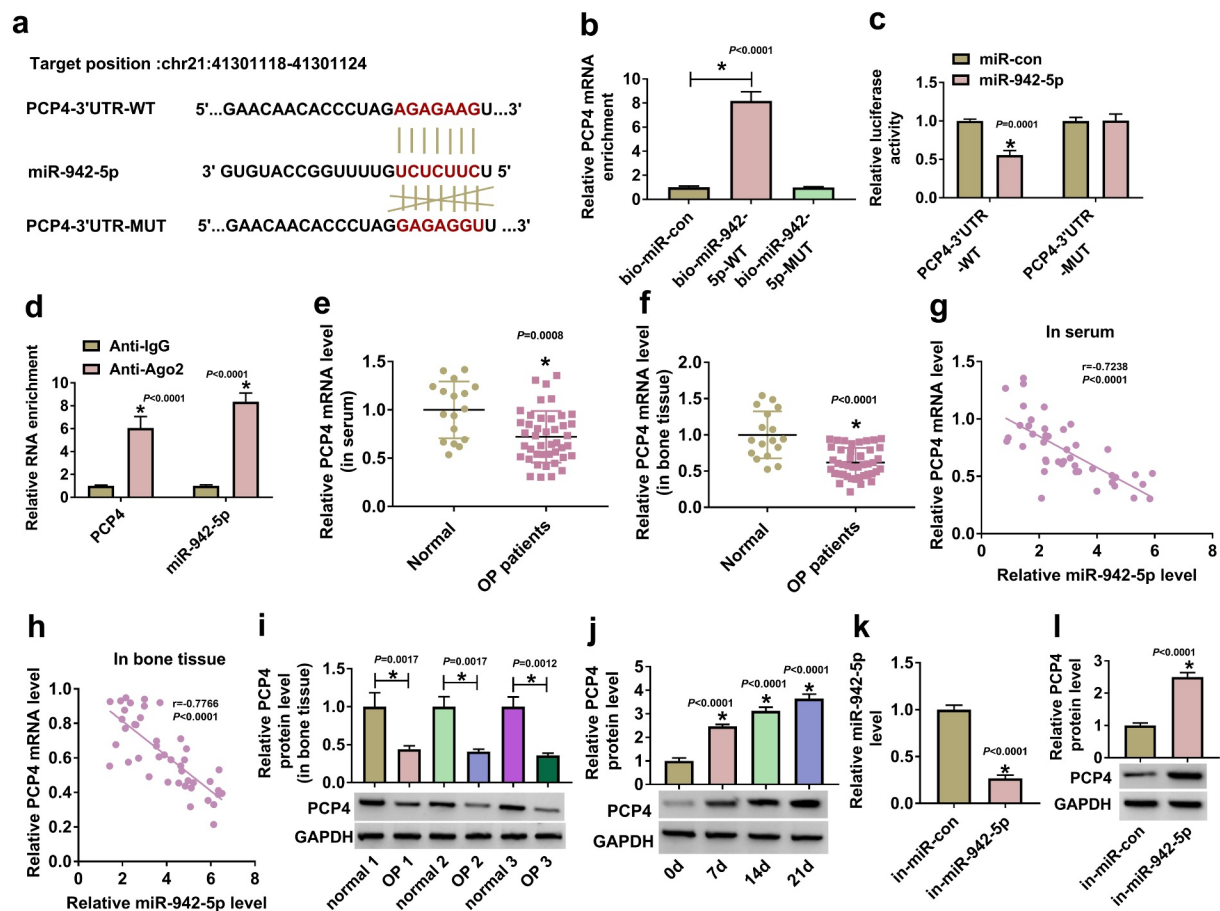 a
Target position :chr21:41301118-41301124
PCP4-3'UTR-WT 5'...GAACAACACCCUAGAGAGAAGU...3'
miR-942-5p 3' GUGUACCGGUUUUGUCUCUUCU 5'
PCP4-3'UTR-MUT 5'...GAACAACACCCUAGGAGAGGUU ...3'
b
Relative PCP4 mRNA
enrichment
10
8
6
4
2
0
P<0.0001
*
bio-miR-con
bio-miR-942-
5p-WT
bio-miR-942-
5p-MUT
c
miR-con
miR-942-5p
Relative luciferase
activity
1.5
1.0
0.5
0.0
P=0.0001
*
PCP4-3'UTR
-WT
PCP4-3'UTR
-MUT
d
Anti-IgG
Anti-Ago2
Relative RNA enrichment
10
8
6
4
2
0
* P<0.0001
P<0.0001
*
PCP4
miR-942-5p
e
Relative PCP4 mRNA level
(in serum)
1.5
1.0
0.5
0.0
P=0.0008
*
Normal
OP patients
f
Relative PCP4 mRNA level
(in bone tissue)
2.0
1.5
1.0
0.5
0.0
P<0.0001
*
Normal
OP patients
g
In serum
r=-0.7238
P<0.0001
Relative PCP4 mRNA level
1.5
1.0
0.5
0.0
0 2 4 6 8
Relative miR-942-5p level
h
In bone tissue
r=-0.7766
P<0.0001
Relative PCP4 mRNA level
1.0
0.8
0.6
0.4
0.2
0.0
0 2 4 6 8
Relative miR-942-5p level
i
Relative PCP4
protein level
(in bone tissue)
1.5
1.0
0.5
0.0
P=0.0017 P=0.0017 P=0.0012
* * *
PCP4
GAPDH
normal 1
OP 1
normal 2
OP 2
normal 3
OP 3
j
Relative PCP4
protein level
5
4
3
2
1
0
P<0.0001
*
P<0.0001
*
P<0.0001
*
PCP4
GAPDH
0d
7d
14d
21d
k
Relative miR-942-5p
level
1.5
1.0
0.5
0.0
P<0.0001
*
in-miR-con
in-miR-942-5p
l
Relative PCP4
protein level
3
2
1
0
P<0.0001
*
PCP4
GAPDH
in-miR-con
in-miR-942-5p